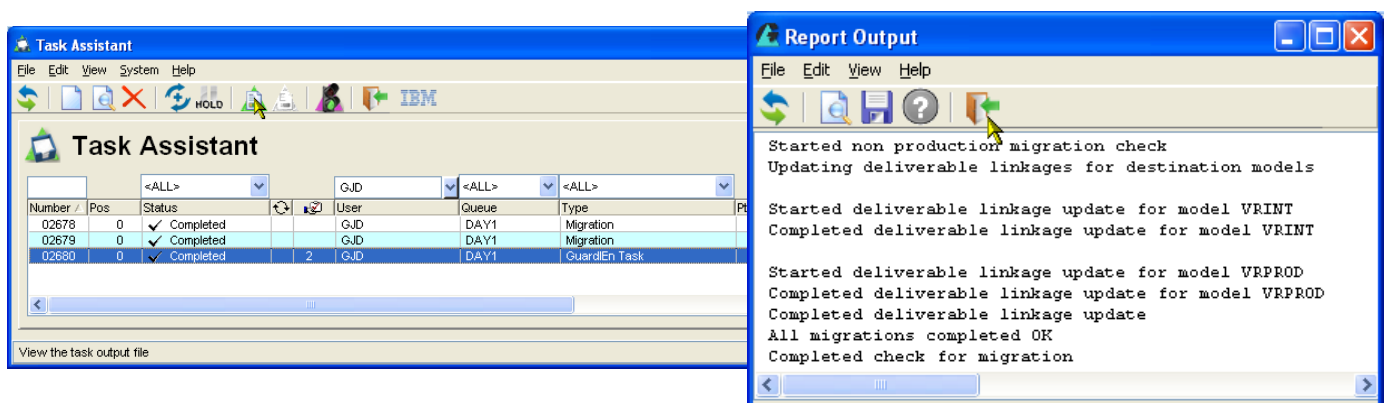 Task Assistant
File Edit View System Help
HOLD IBM
Task Assistant
<ALL> GJD <ALL> <ALL>
Number Pos Status User Queue Type Pt
02678 0 Completed GJD DAY1 Migration
02679 0 Completed GJD DAY1 Migration
02680 0 Completed 2 GJD DAY1 GuardIEn Task
View the task output file
Report Output
File Edit View Help
Started non production migration check
Updating deliverable linkages for destination models
Started deliverable linkage update for model VRINT
Completed deliverable linkage update for model VRINT
Started deliverable linkage update for model VRPROD
Completed deliverable linkage update for model VRPROD
Completed deliverable linkage update
All migrations completed OK
Completed check for migration